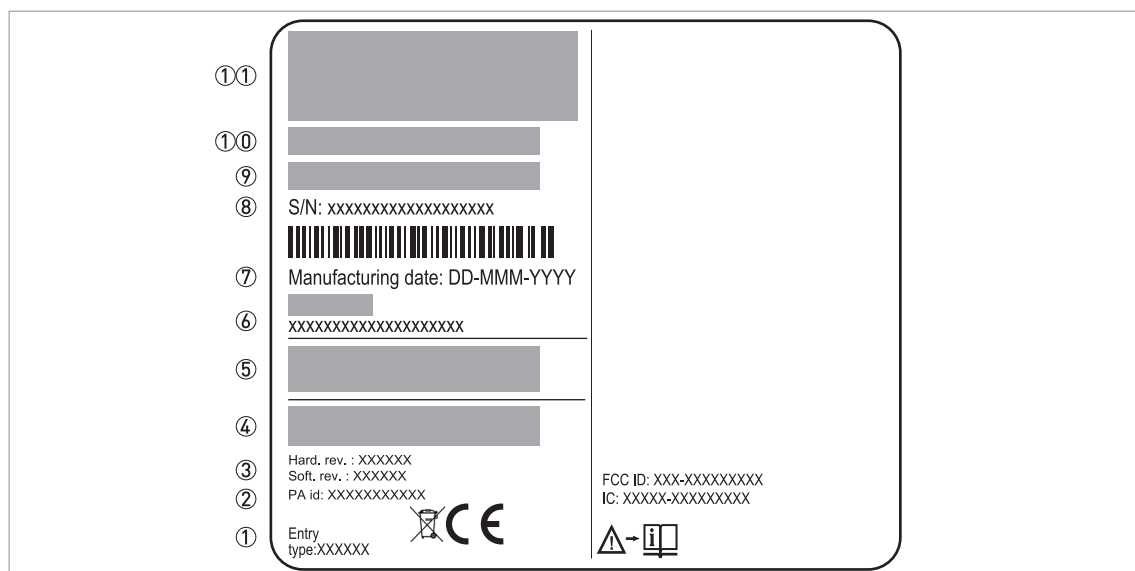 ①①
①⓪
⑨
⑧ S/N: xxxxxxxxxxxxxxxxxxx
⑦ Manufacturing date: DD-MMM-YYYY
⑥ xxxxxxxxxxxxxxxxxxxx
⑤
④
③ Hard. rev. : XXXXXX
Soft. rev. : XXXXXX
② PA id: XXXXXXXXXXX
① Entry
type:XXXXXX
CE
FCC ID: XXX-XXXXXXXXX
IC: XXXXX-XXXXXXXXX
i